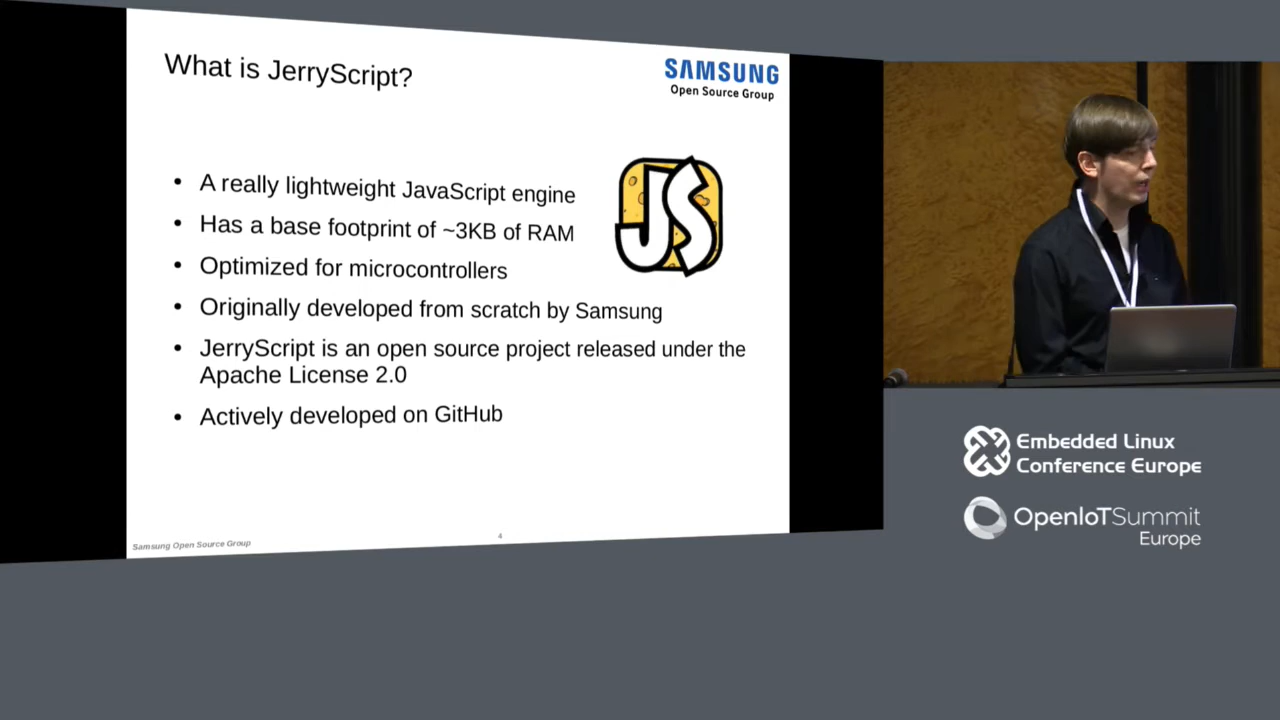 What is JerryScript?
SAMSUNG
Open Source Group
JS
• A really lightweight JavaScript engine
• Has a base footprint of ~3KB of RAM
• Optimized for microcontrollers
• Originally developed from scratch by Samsung
• JerryScript is an open source project released under the
Apache License 2.0
• Actively developed on GitHub
Samsung Open Source Group
4
Embedded Linux
Conference Europe
OpenIoTSummit
Europe